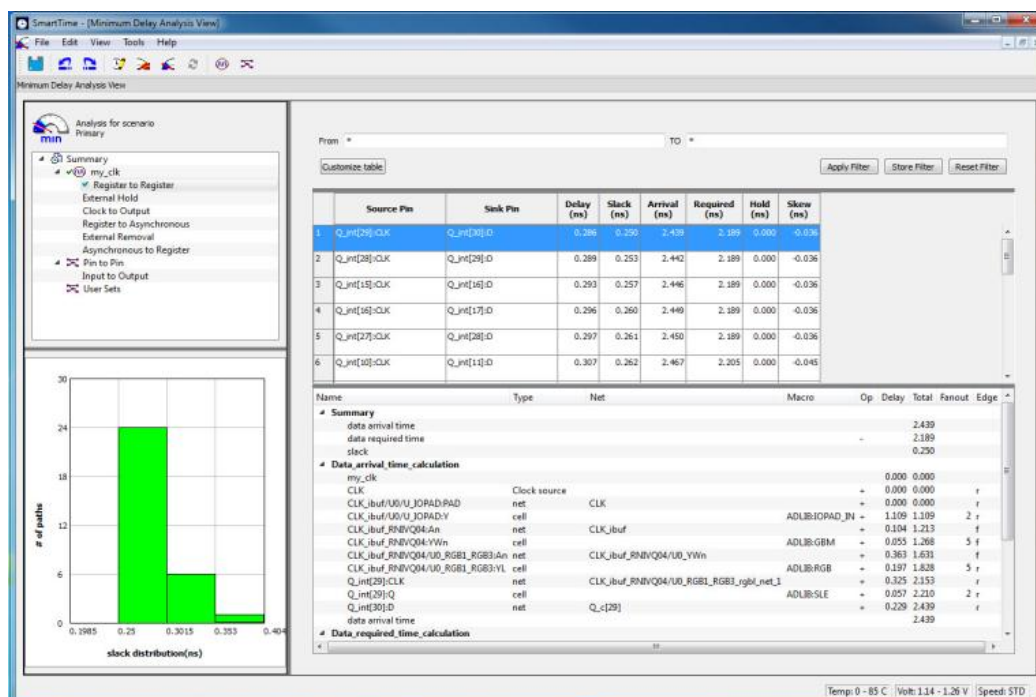 SmartTime - [Minimum Delay Analysis View]
File Edit View Tools Help
Minimum Delay Analysis View
Analysis for scenario
Primary
min
Summary
my_clk
Register to Register
External Hold
Clock to Output
Register to Asynchronous
External Removal
Asynchronous to Register
Pin to Pin
Input to Output
User Sets
From * TO *
Customize table Apply Filter Store Filter Reset Filter
Source Pin Sink Pin Delay (ns) Slack (ns) Arrival (ns) Required (ns) Hold (ns) Skew (ns)
1 Q_int[29]:CLK Q_int[30]:D 0.286 0.250 2.439 2.189 0.000 -0.036
2 Q_int[28]:CLK Q_int[29]:D 0.289 0.253 2.442 2.189 0.000 -0.036
3 Q_int[15]:CLK Q_int[16]:D 0.293 0.257 2.446 2.189 0.000 -0.036
4 Q_int[16]:CLK Q_int[17]:D 0.296 0.260 2.449 2.189 0.000 -0.036
5 Q_int[27]:CLK Q_int[28]:D 0.297 0.261 2.450 2.189 0.000 -0.036
6 Q_int[10]:CLK Q_int[11]:D 0.307 0.262 2.467 2.205 0.000 -0.045
30
24
18
12
6
0
# of paths
0.1985 0.25 0.3015 0.353 0.404
slack distribution(ns)
Name Type Net Macro Op Delay Total Fanout Edge
Summary
data arrival time 2.439
data required time - 2.189
slack 0.250
Data_arrival_time_calculation
my_clk 0.000 0.000
CLK Clock source + 0.000 0.000 r
CLK_ibuf/U0/U_IOPAD:PAD net CLK + 0.000 0.000 r
CLK_ibuf/U0/U_IOPAD:Y cell ADLIB:IOPAD_IN + 1.109 1.109 2 r
CLK_ibuf_RNIVQ04:An net CLK_ibuf + 0.104 1.213 f
CLK_ibuf_RNIVQ04:YWn cell ADLIB:GBM + 0.055 1.268 5 f
CLK_ibuf_RNIVQ04/U0_RGB1_RGB3:An net CLK_ibuf_RNIVQ04/U0_YWn + 0.363 1.631 f
CLK_ibuf_RNIVQ04/U0_RGB1_RGB3:YL cell ADLIB:RGB + 0.197 1.828 5 r
Q_int[29]:CLK net CLK_ibuf_RNIVQ04/U0_RGB1_RGB3_rgbl_net_1 + 0.325 2.153 r
Q_int[29]:Q cell ADLIB:SLE + 0.057 2.210 2 r
Q_int[30]:D net Q_c[29] + 0.229 2.439 r
data arrival time 2.439
Data_required_time_calculation
Temp: 0 - 85 C Volt: 1.14 - 1.26 V Speed: STD